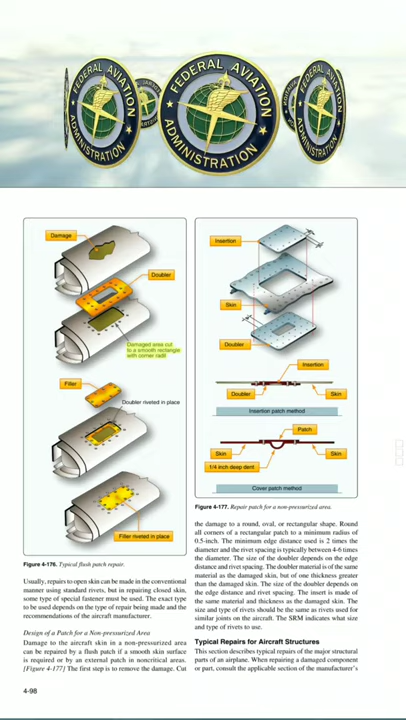 FEDERAL AVIATION
ADMINISTRATION
FEDERAL AVIATION
ADMINISTRATION
FEDERAL AVIATION
ADMINISTRATION
Damage
Doubler
Damaged area cut
to a smooth rectangle
with corner radii
Filler
Doubler riveted in place
Filler riveted in place
Figure 4-176. Typical flush patch repair.
Usually, repairs to open skin can be made in the conventional
manner using standard rivets, but in repairing closed skin,
some type of special fastener must be used. The exact type
to be used depends on the type of repair being made and the
recommendations of the aircraft manufacturer.
Design of a Patch for a Non-pressurized Area
Damage to the aircraft skin in a non-pressurized area
can be repaired by a flush patch if a smooth skin surface
is required or by an external patch in noncritical areas.
[Figure 4-177] The first step is to remove the damage. Cut
4-98
Insertion
Skin
Doubler
Insertion
Doubler
Skin
Insertion patch method
Patch
Skin
Skin
1/4 inch deep dent
Cover patch method
Figure 4-177. Repair patch for a non-pressurized area.
the damage to a round, oval, or rectangular shape. Round
all corners of a rectangular patch to a minimum radius of
0.5-inch. The minimum edge distance used is 2 times the
diameter and the rivet spacing is typically between 4-6 times
the diameter. The size of the doubler depends on the edge
distance and rivet spacing. The doubler material is of the same
material as the damaged skin, but of one thickness greater
than the damaged skin. The size of the doubler depends on
the edge distance and rivet spacing. The insert is made of
the same material and thickness as the damaged skin. The
size and type of rivets should be the same as rivets used for
similar joints on the aircraft. The SRM indicates what size
and type of rivets to use.
Typical Repairs for Aircraft Structures
This section describes typical repairs of the major structural
parts of an airplane. When repairing a damaged component
or part, consult the applicable section of the manufacturer's